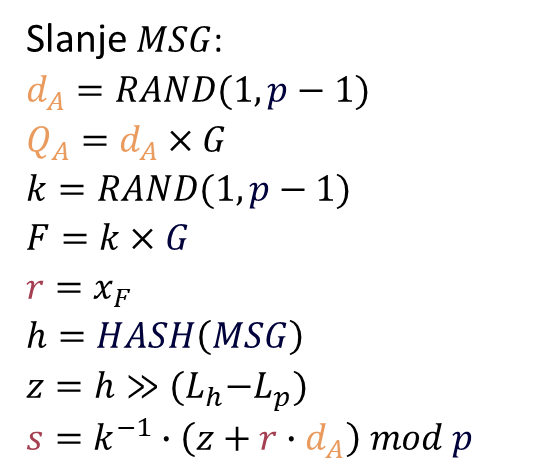 Slanje MSG:
d_A = RAND(1, p − 1)
Q_A = d_A × G
k = RAND(1, p − 1)
F = k × G
r = x_F
h = HASH(MSG)
z = h ≫ (L_h−L_p)
s = k^−1 · (z + r · d_A) mod p